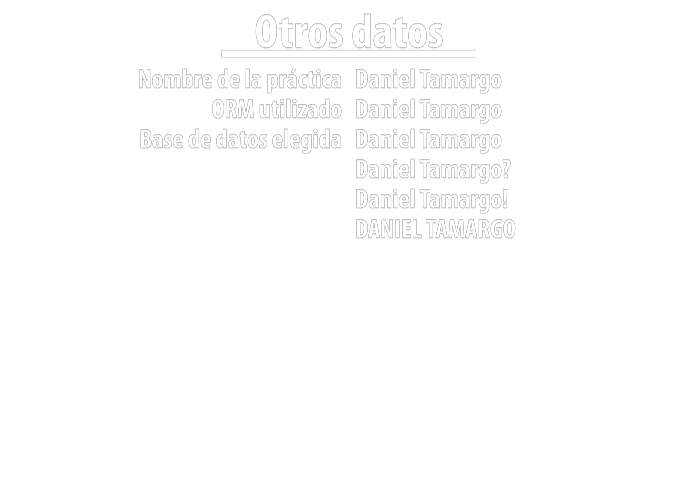 Otros datos
Nombre de la práctica Daniel Tamargo
ORM utilizado Daniel Tamargo
Base de datos elegida Daniel Tamargo
Daniel Tamargo?
Daniel Tamargo!
DANIEL TAMARGO